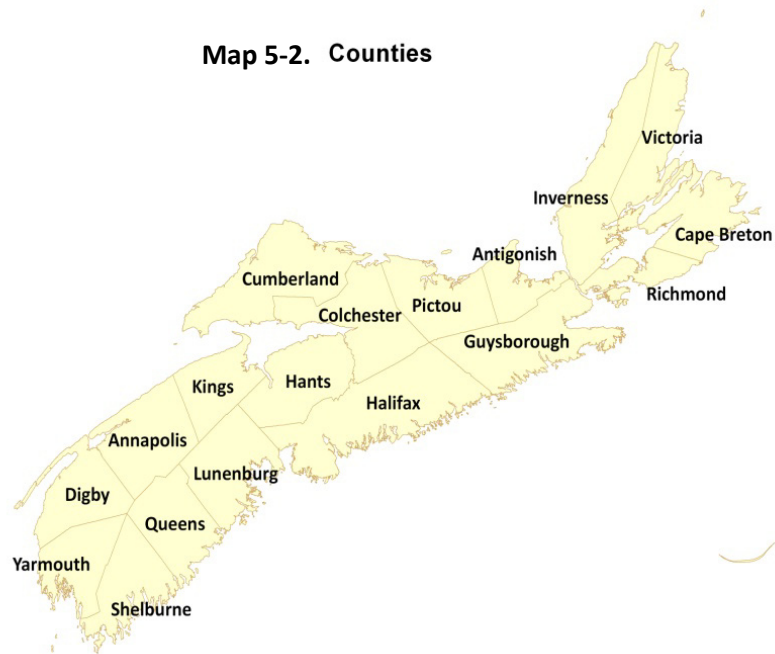 Map 5-2. Counties
Victoria
Inverness
Cape Breton
Antigonish
Cumberland
Richmond
Pictou
Colchester
Guysborough
Hants
Kings
Halifax
Annapolis
Lunenburg
Digby
Queens
Yarmouth
Shelburne